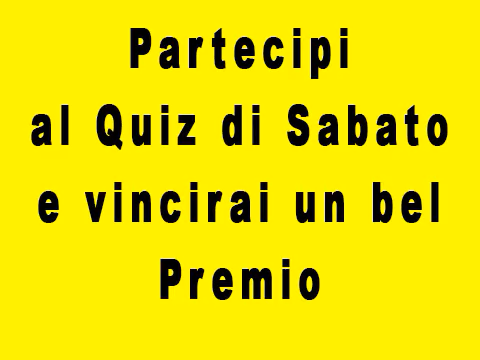 Partecipi
al Quiz di Sabato
e vincirai un bel
Premio